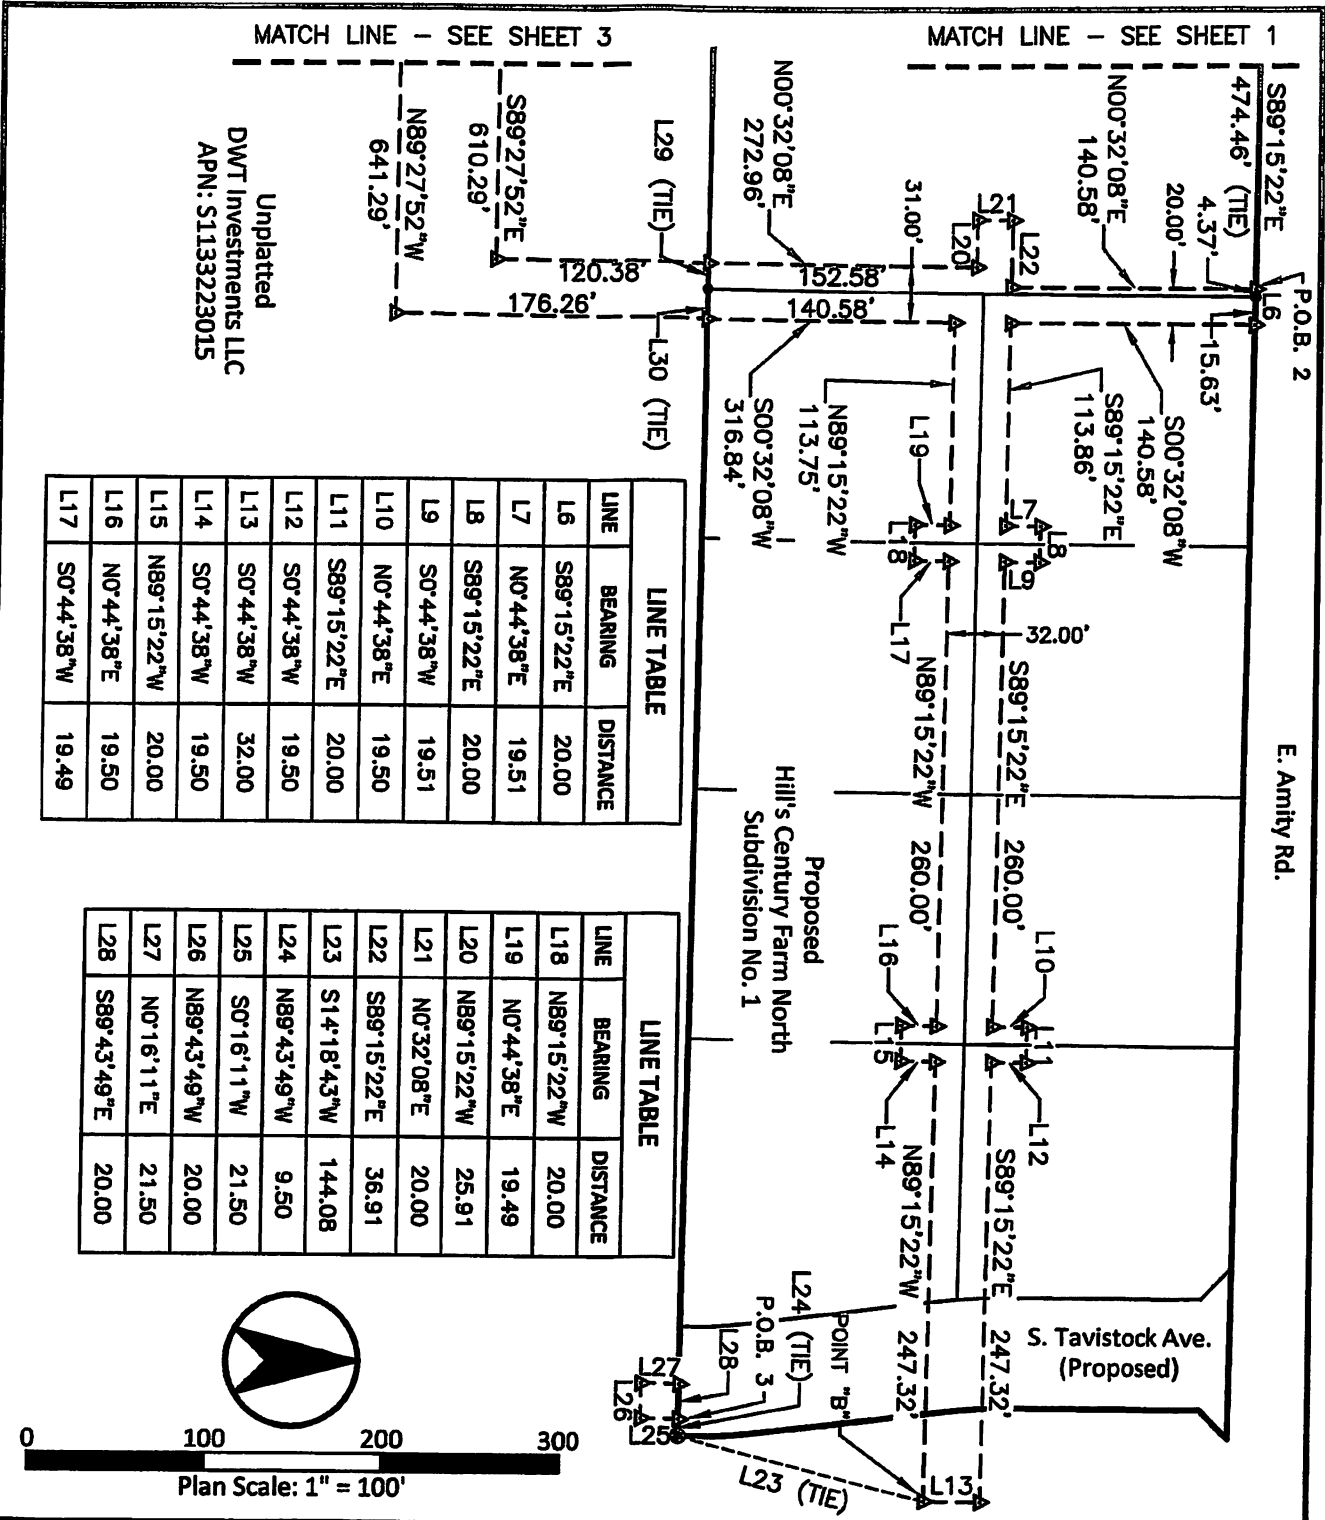 MATCH LINE – SEE SHEET 3
MATCH LINE – SEE SHEET 1
S89°15'22"E
474.46' (TIE)
4.37'
P.O.B. 2
L6
15.63'
20.00'
N00°32'08"E
140.58'
S00°32'08"W
140.58'
E. Amity Rd.
L21
L22
L20
31.00'
N00°32'08"E
272.96'
152.58'
140.58'
S00°32'08"W
316.84'
S89°15'22"E
113.86'
N89°15'22"W
113.75'
L7
L8
L9
L19
L18
L17
32.00'
S89°15'22"E 260.00'
N89°15'22"W 260.00'
L10
L11
L12
L16
L15
L14
S89°15'22"E 247.32'
N89°15'22"W 247.32'
S. Tavistock Ave.
(Proposed)
Proposed
Hill's Century Farm North
Subdivision No. 1
L13
POINT "B"
L23 (TIE)
L24 (TIE)
P.O.B. 3
L28
L27
L26
L25
L29 (TIE)
L30 (TIE)
120.38'
176.26'
S89°27'52"E
610.29'
N89°27'52"W
641.29'
Unplatted
DWT Investments LLC
APN: S1133223015
LINE TABLE
LINE BEARING DISTANCE
L6 S89°15'22"E 20.00
L7 N0°44'38"E 19.51
L8 S89°15'22"E 20.00
L9 S0°44'38"W 19.51
L10 N0°44'38"E 19.50
L11 S89°15'22"E 20.00
L12 S0°44'38"W 19.50
L13 S0°44'38"W 32.00
L14 S0°44'38"W 19.50
L15 N89°15'22"W 20.00
L16 N0°44'38"E 19.50
L17 S0°44'38"W 19.49
LINE TABLE
LINE BEARING DISTANCE
L18 N89°15'22"W 20.00
L19 N0°44'38"E 19.49
L20 N89°15'22"W 25.91
L21 N0°32'08"E 20.00
L22 S89°15'22"E 36.91
L23 S14°18'43"W 144.08
L24 N89°43'49"W 9.50
L25 S0°16'11"W 21.50
L26 N89°43'49"W 20.00
L27 N0°16'11"E 21.50
L28 S89°43'49"E 20.00
0 100 200 300
Plan Scale: 1" = 100'